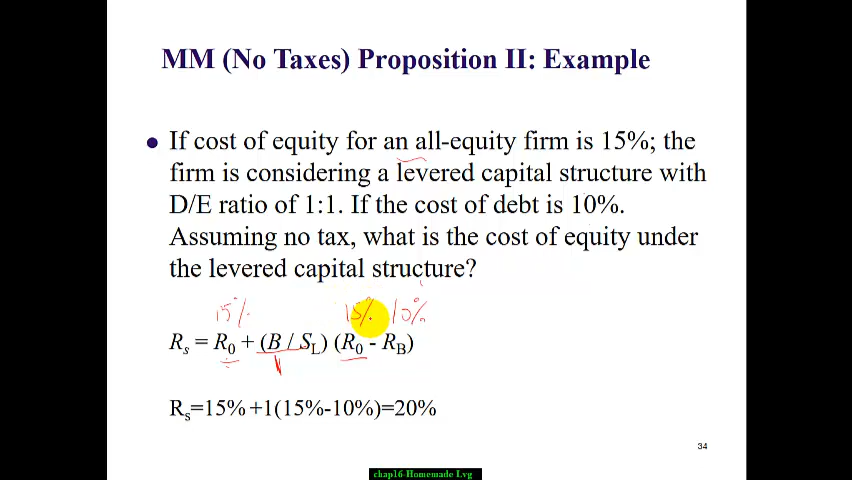 MM (No Taxes) Proposition II: Example
• If cost of equity for an all-equity firm is 15%; the
firm is considering a levered capital structure with
D/E ratio of 1:1. If the cost of debt is 10%.
Assuming no tax, what is the cost of equity under
the levered capital structure?
15% 15% 10%
Rs = R0 + (B / SL) (R0 - RB)
1
Rs=15%+1(15%-10%)=20%
34
chap16-Homemade Lvg